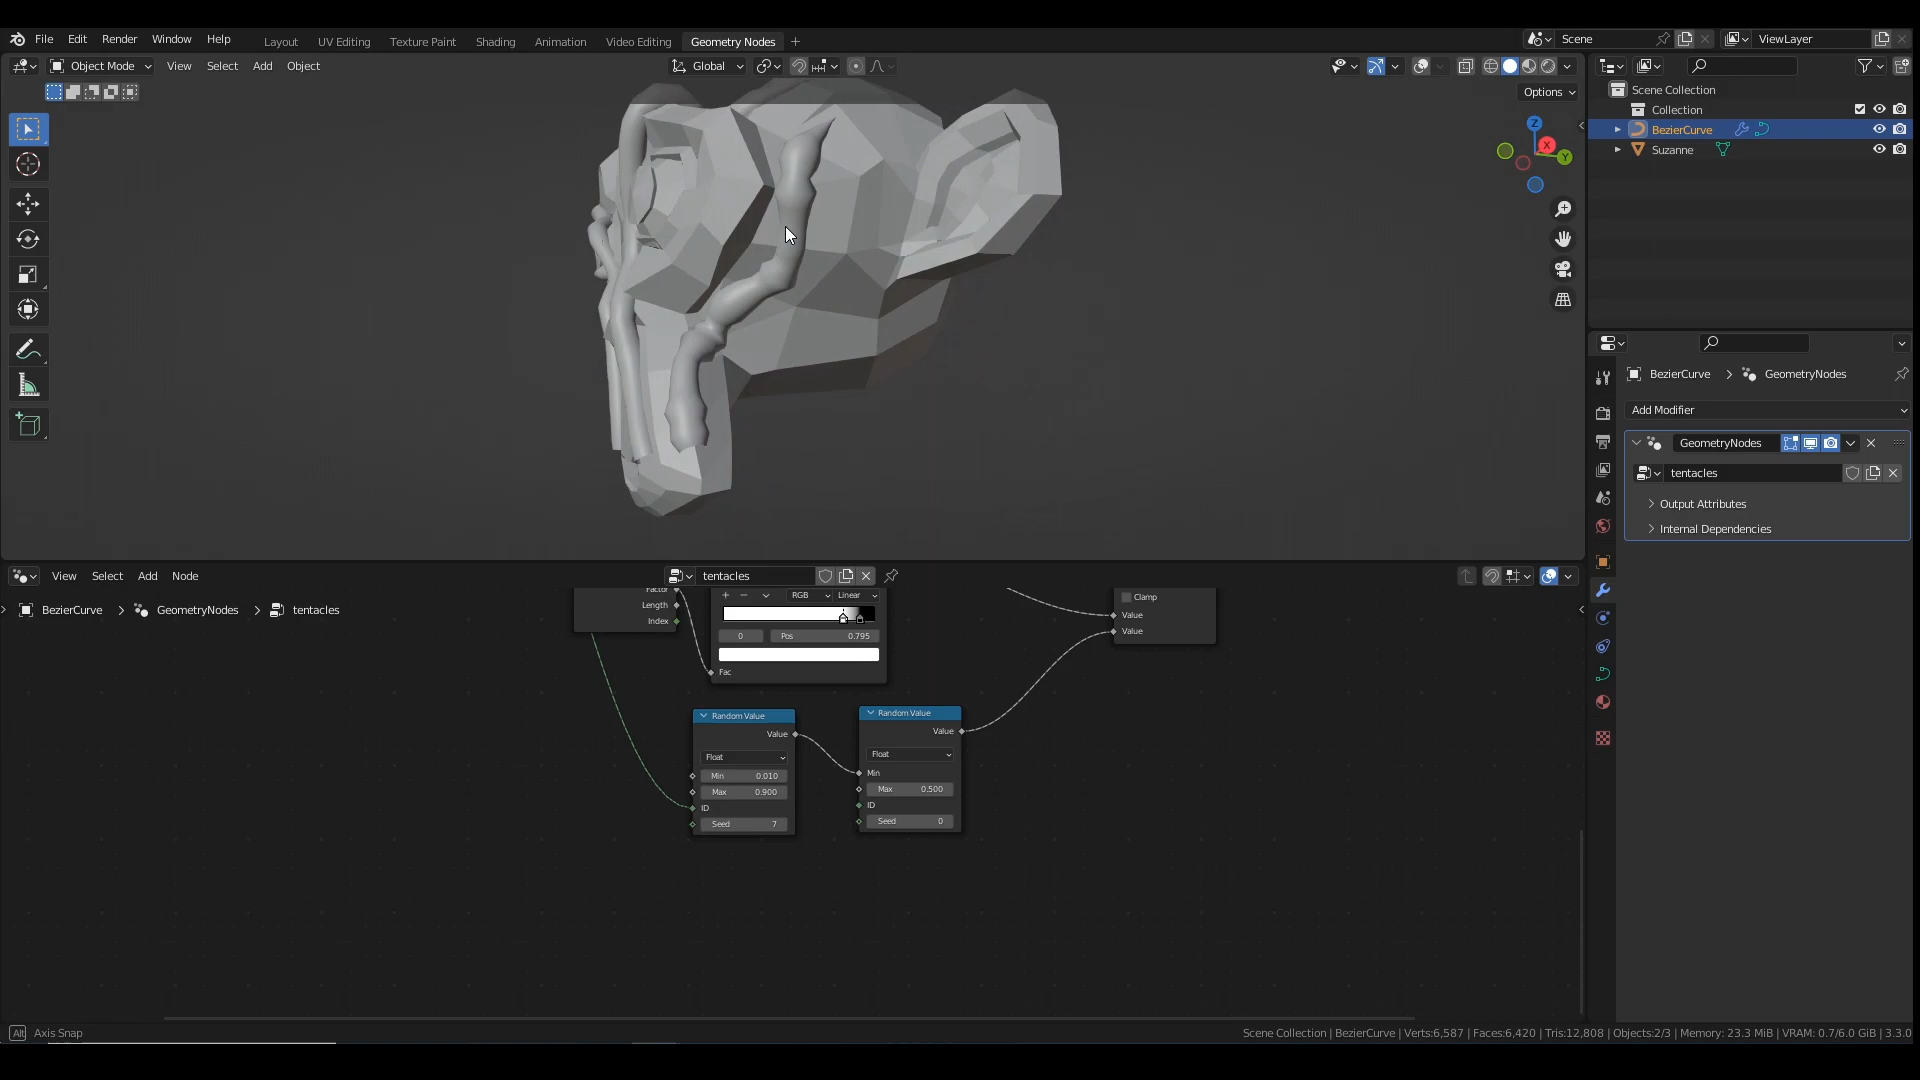 File Edit Render Window Help Layout UV Editing Texture Paint Shading Animation Video Editing Geometry Nodes + Scene ViewLayer
Object Mode View Select Add Object Global
Options
Z
X
Y
Scene Collection
Collection
BezierCurve
Suzanne
BezierCurve > GeometryNodes
Add Modifier
GeometryNodes
tentacles
Output Attributes
Internal Dependencies
View Select Add Node tentacles
BezierCurve > GeometryNodes > tentacles
Factor
Length
Index
RGB Linear
0 Pos 0.795
Fac
Clamp
Value
Value
Random Value
Value
Float
Min 0.010
Max 0.900
ID
Seed 7
Random Value
Value
Float
Min
Max 0.500
ID
Seed 0
Alt Axis Snap
Scene Collection | BezierCurve | Verts:6,587 | Faces:6,420 | Tris:12,808 | Objects:2/3 | Memory: 23.3 MiB | VRAM: 0.7/6.0 GiB | 3.3.0